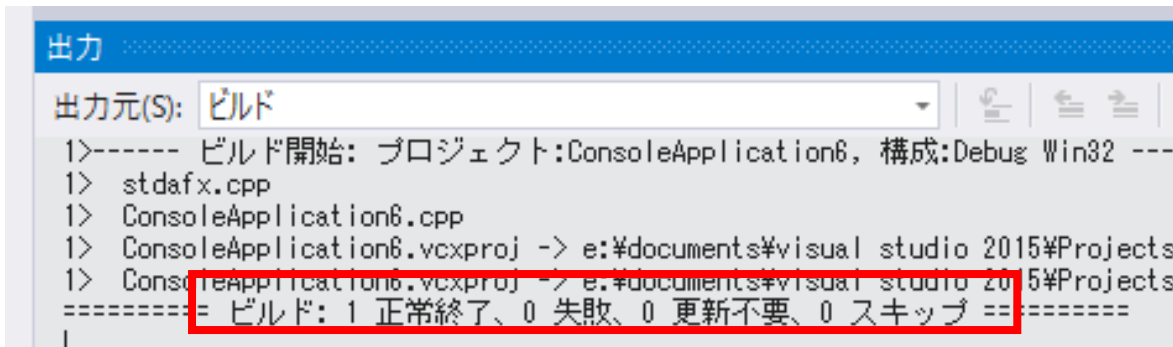 出力
出力元(S): ビルド
1>------ ビルド開始: プロジェクト:ConsoleApplication6, 構成:Debug Win32 ---
1>  stdafx.cpp
1>  ConsoleApplication6.cpp
1>  ConsoleApplication6.vcxproj -> e:¥documents¥visual studio 2015¥Projects
1>  ConsoleApplication6.vcxproj -> e:¥documents¥visual studio 2015¥Projects
========== ビルド: 1 正常終了、0 失敗、0 更新不要、0 スキップ ==========